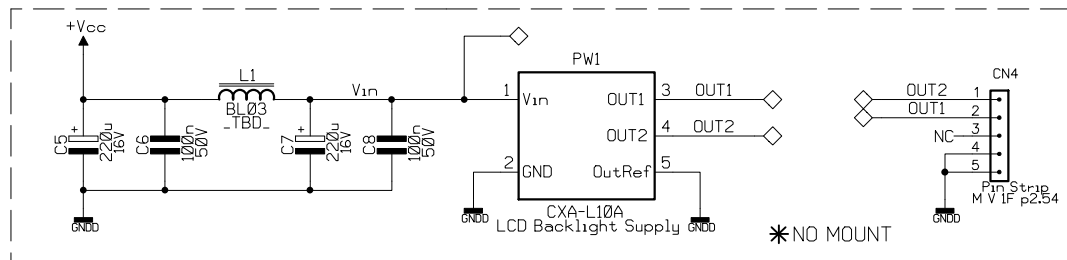 +Vcc
L1
BL03
_TBD_
Vin
C5
+
220u
16V
C6
100n
50V
C7
+
220u
16V
C8
100n
50V
GNDD
PW1
1
Vin
OUT1
3
OUT1
OUT2
4
OUT2
2
GND
OutRef
5
GNDD
GNDD
CXA-L10A
LCD Backlight Supply
CN4
OUT2
1
OUT1
2
NC
3
4
5
Pin Strip
M V 1F p2.54
GNDD
✳NO MOUNT